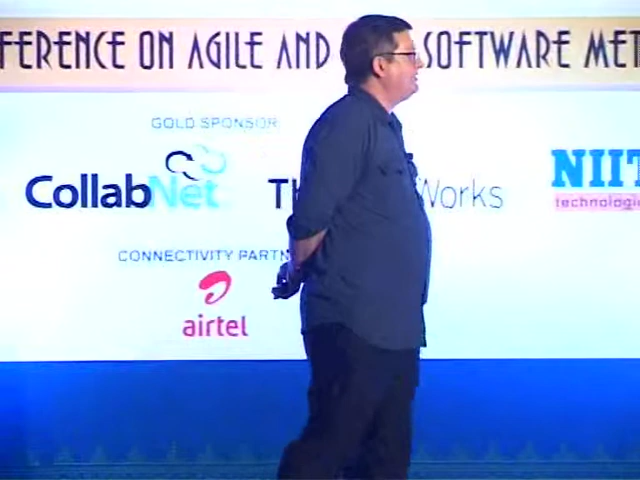 FERENCE ON AGILE AND SOFTWARE MET
GOLD SPONSOR
CollabNet Th Works NIIT
technologie
CONNECTIVITY PARTN
airtel